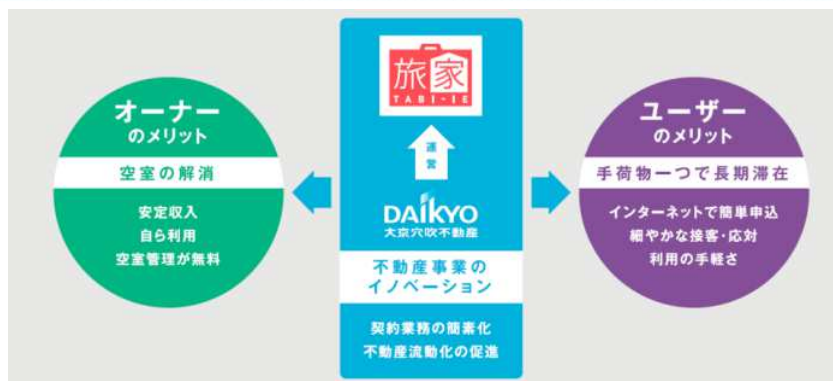 オーナー
のメリット
空室の解消
安定収入
自ら利用
空室管理が無料
旅家
TABI-IE
運営
DAIKYO
大京穴吹不動産
不動産事業の
イノベーション
契約業務の簡素化
不動産流動化の促進
ユーザー
のメリット
手荷物一つで長期滞在
インターネットで簡単申込
細やかな接客・応対
利用の手軽さ